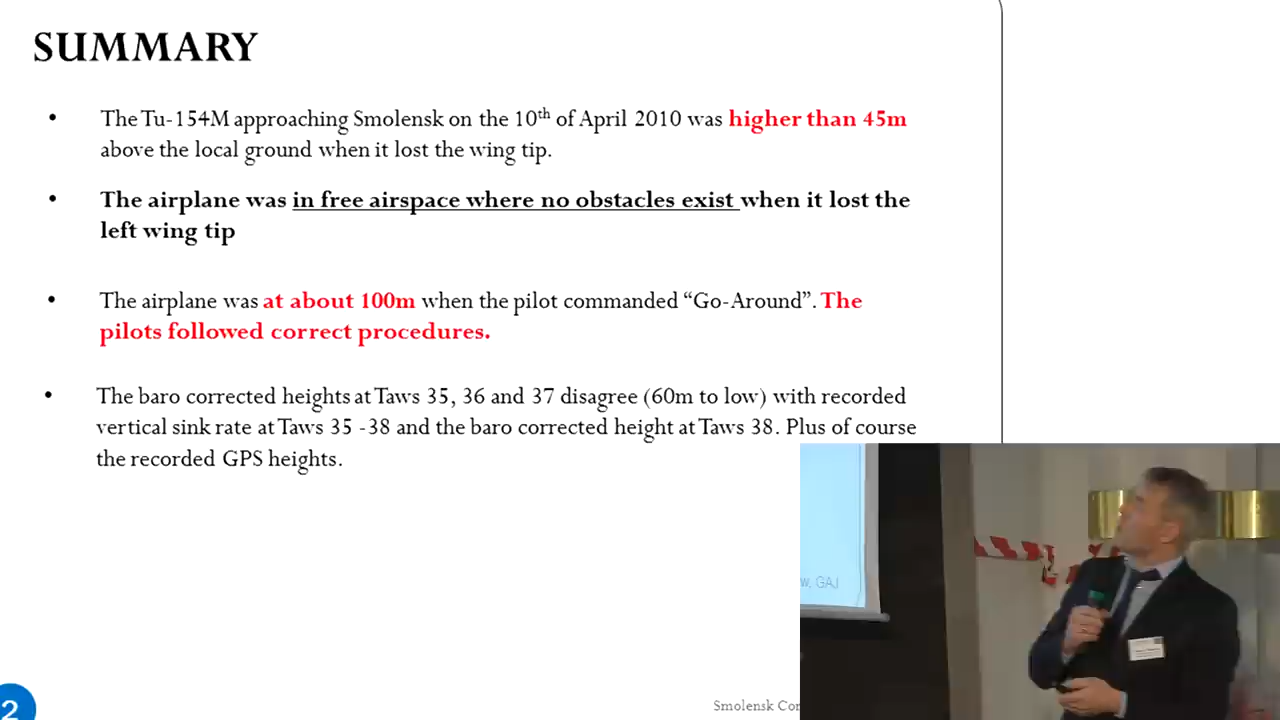 SUMMARY
• The Tu-154M approaching Smolensk on the 10th of April 2010 was higher than 45m
above the local ground when it lost the wing tip.
• The airplane was in free airspace where no obstacles exist when it lost the
left wing tip
• The airplane was at about 100m when the pilot commanded “Go-Around”. The
pilots followed correct procedures.
• The baro corrected heights at Taws 35, 36 and 37 disagree (60m to low) with recorded
vertical sink rate at Taws 35 -38 and the baro corrected height at Taws 38. Plus of course
the recorded GPS heights.
w, GAJ
2
Smolensk Con